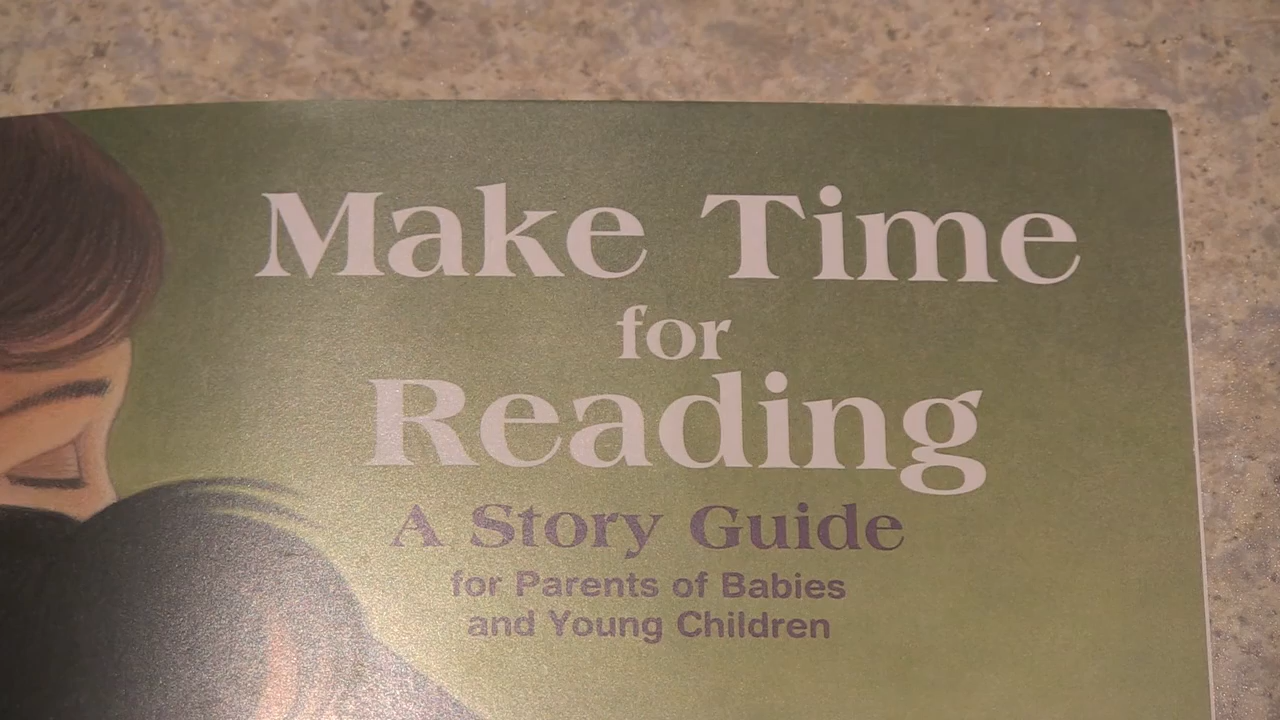 Make Time
for
Reading
A Story Guide
for Parents of Babies
and Young Children